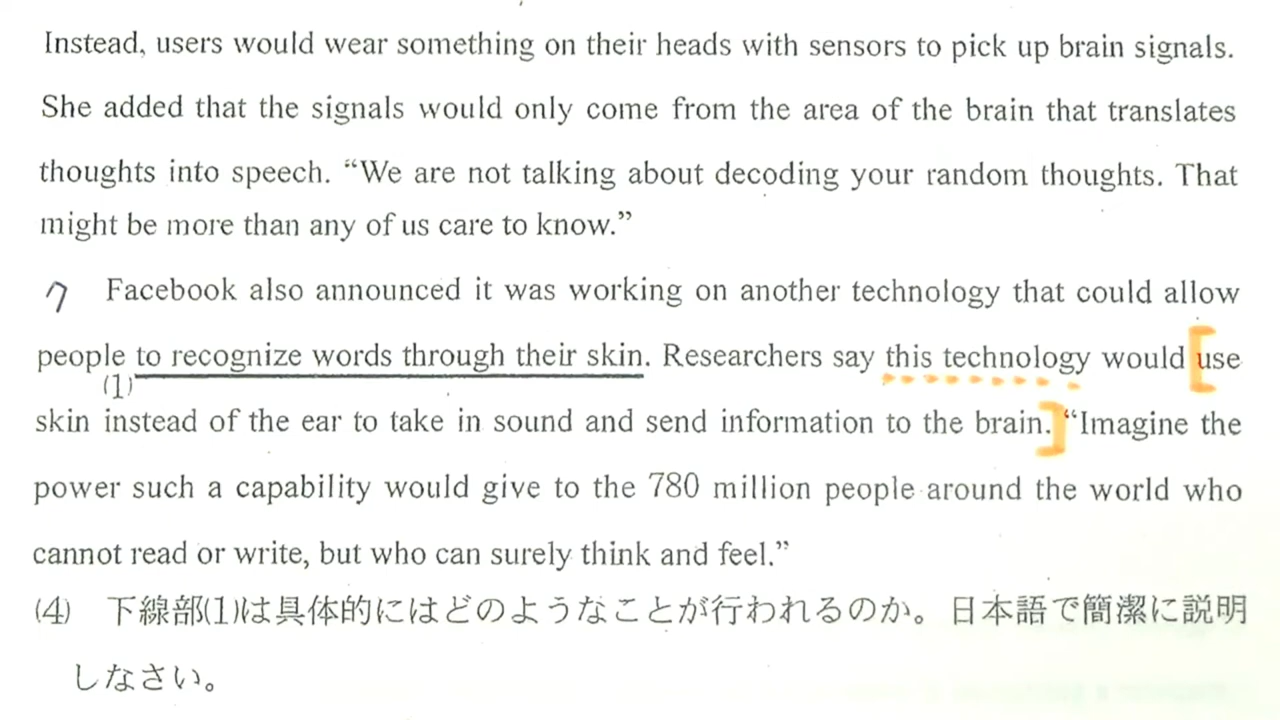 Instead, users would wear something on their heads with sensors to pick up brain signals.
She added that the signals would only come from the area of the brain that translates
thoughts into speech. “We are not talking about decoding your random thoughts. That
might be more than any of us care to know.”
7 Facebook also announced it was working on another technology that could allow
people to recognize words through their skin. Researchers say this technology would [use
(1)
skin instead of the ear to take in sound and send information to the brain.] “Imagine the
power such a capability would give to the 780 million people around the world who
cannot read or write, but who can surely think and feel.”
(4) 下線部(1)は具体的にはどのようなことが行われるのか。日本語で簡潔に説明
しなさい。